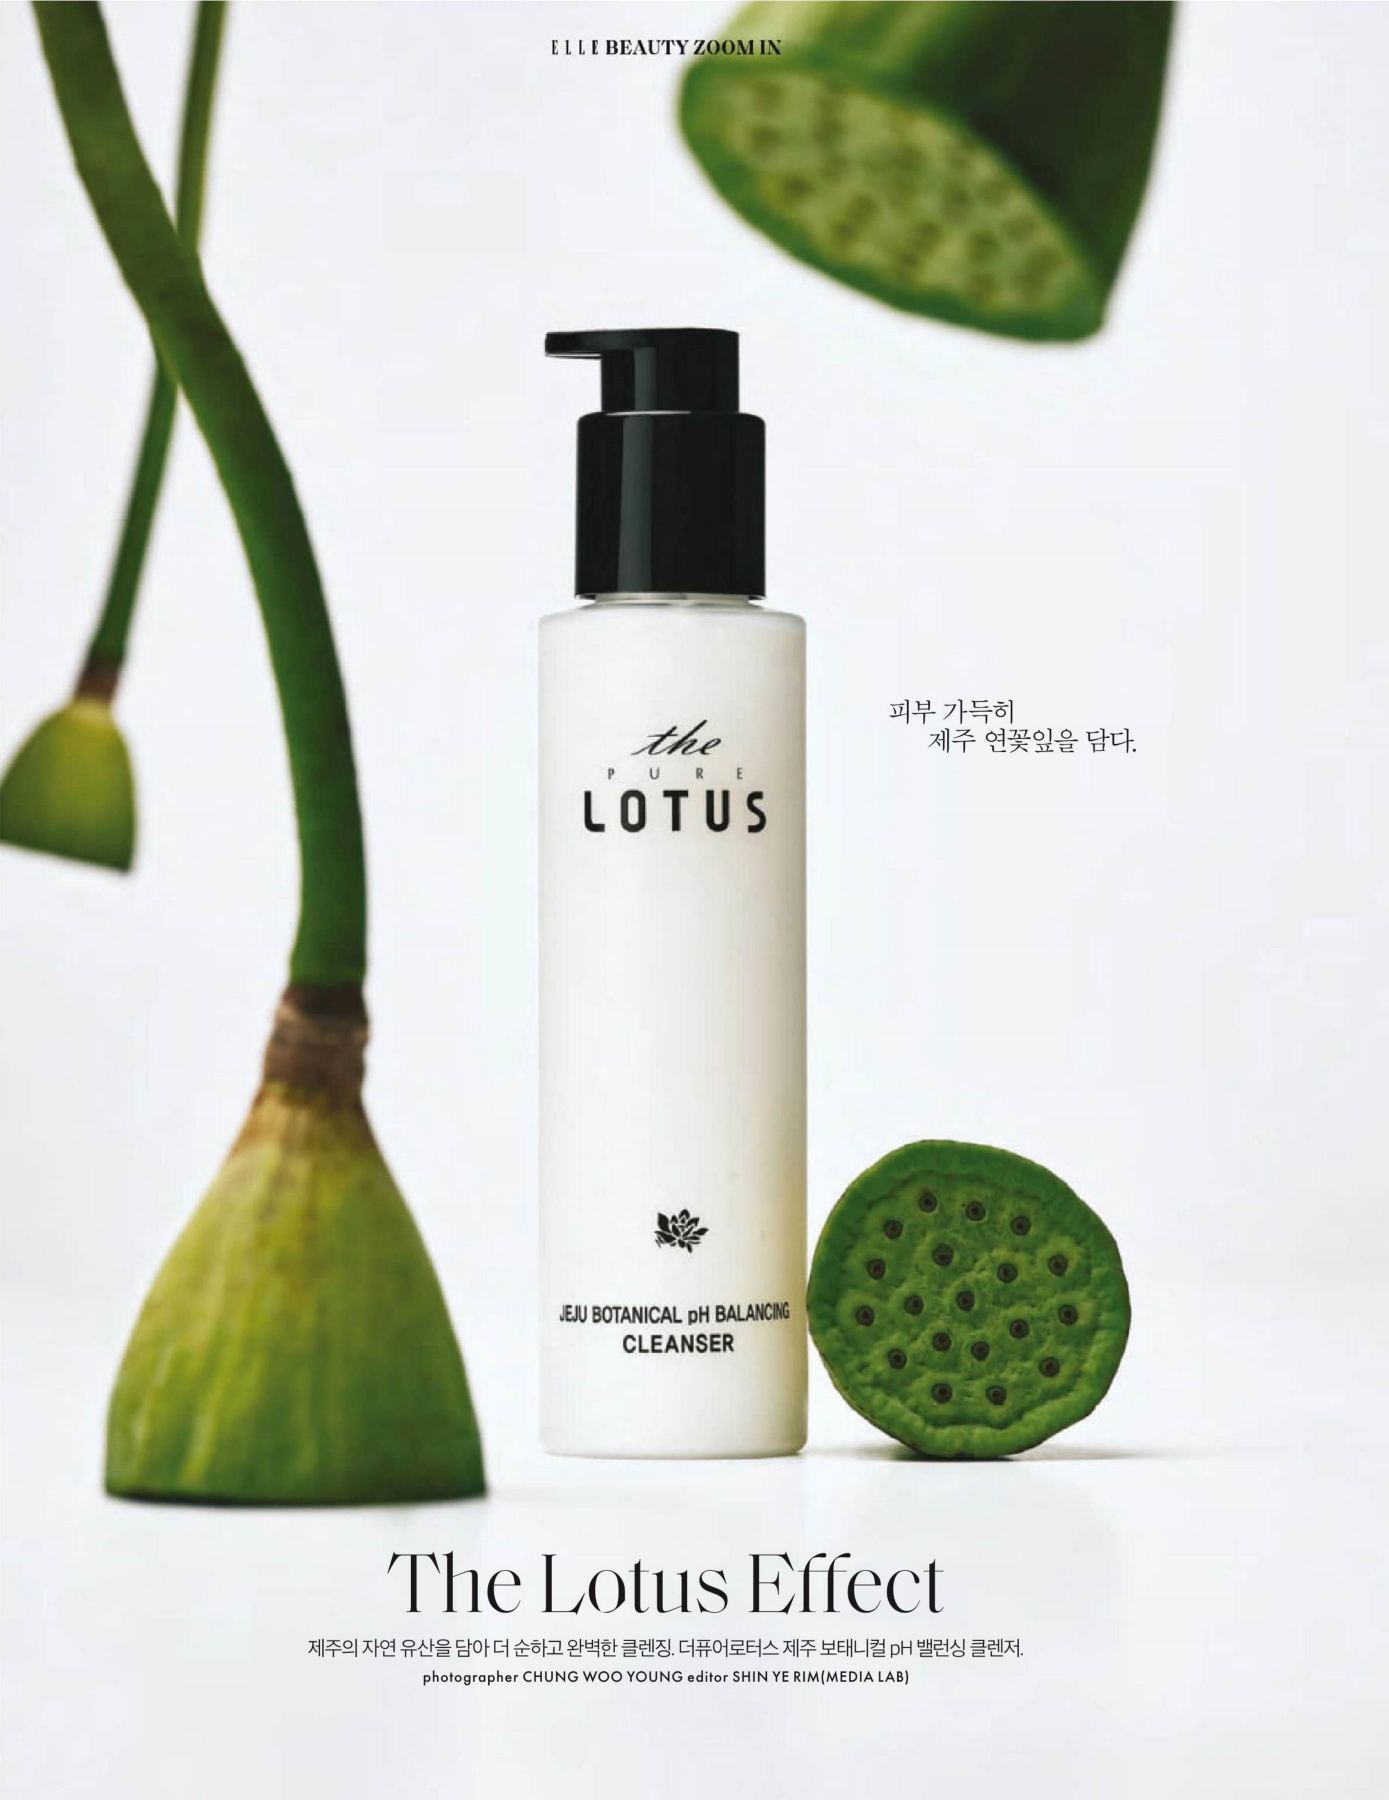 ELLE BEAUTY ZOOM IN
피부 가득히
제주 연꽃잎을 담다.
the
PURE
LOTUS
JEJU BOTANICAL pH BALANCING
CLEANSER
The Lotus Effect
제주의 자연 유산을 담아 더 순하고 완벽한 클렌징. 더퓨어로터스 제주 보태니컬 pH 밸런싱 클렌저.
photographer CHUNG WOO YOUNG editor SHIN YE RIM(MEDIA LAB)